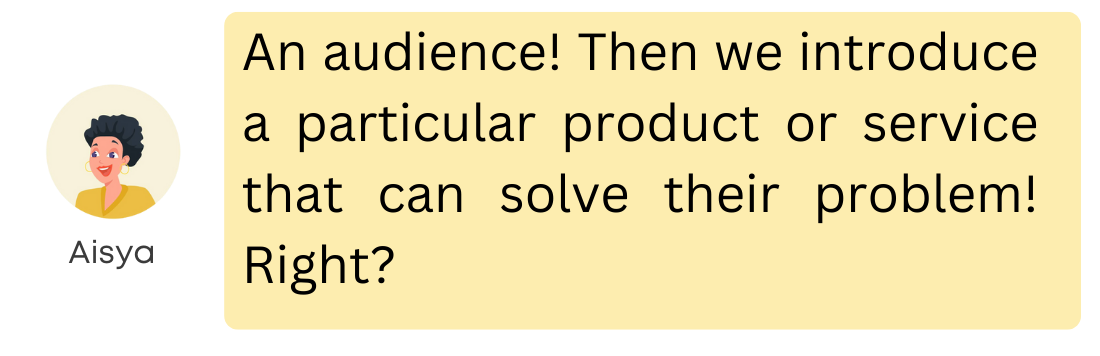 An audience! Then we introduce
a particular product or service
that can solve their problem!
Right?
Aisya